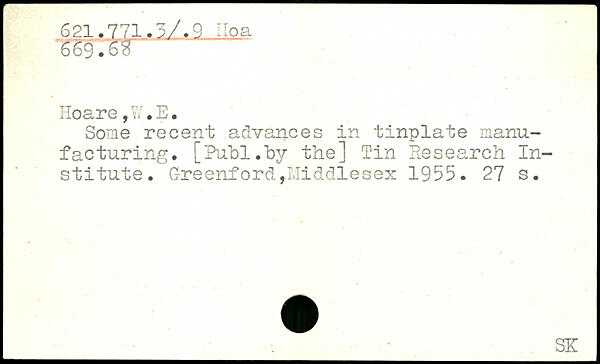 621.771.3/.9 Hoa
669.68
Hoare,W.E.
Some recent advances in tinplate manu-
facturing. [Publ.by the] Tin Research In-
stitute. Greenford,Middlesex 1955. 27 s.
SK